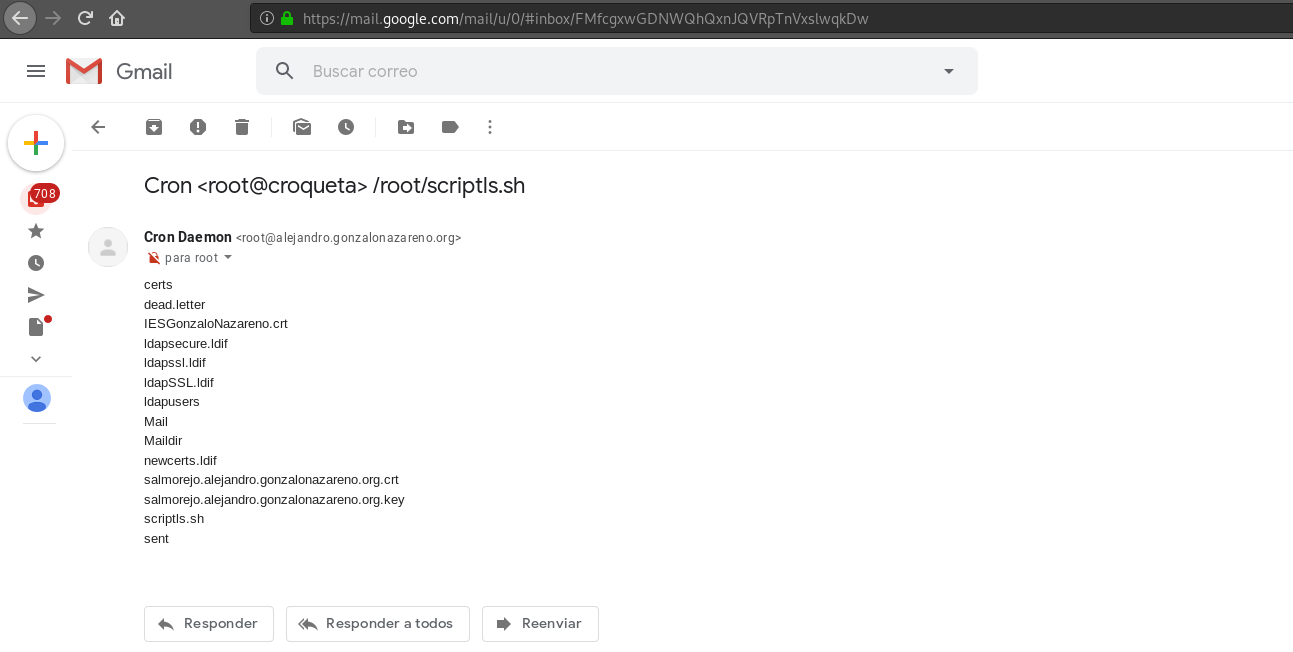 https://mail.google.com/mail/u/0/#inbox/FMfcgxwGDNWQhQxnJQVRpTnVxslwqkDw
Gmail
Buscar correo
708
Cron <root@croqueta> /root/scriptls.sh
Cron Daemon <root@alejandro.gonzalonazareno.org>
para root
certs
dead.letter
IESGonzaloNazareno.crt
ldapsecure.ldif
ldapssl.ldif
ldapSSL.ldif
ldapusers
Mail
Maildir
newcerts.ldif
salmorejo.alejandro.gonzalonazareno.org.crt
salmorejo.alejandro.gonzalonazareno.org.key
scriptls.sh
sent
Responder Responder a todos Reenviar